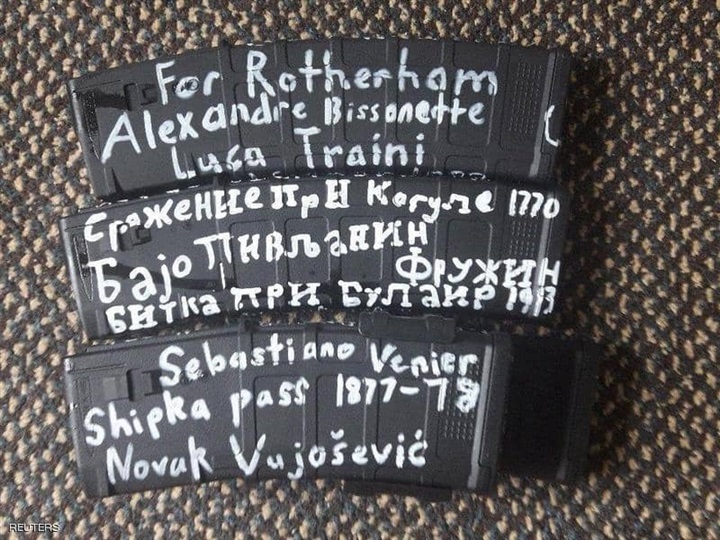 For Rotherham
Alexandre Bissonette
Luca Traini
Сражение при Кагуле 1770
Бајо Пивљанин
Фружин
Битка при Булаир 1913
Sebastiano Venier
Shipka pass 1877-78
Novak Vujošević
REUTERS